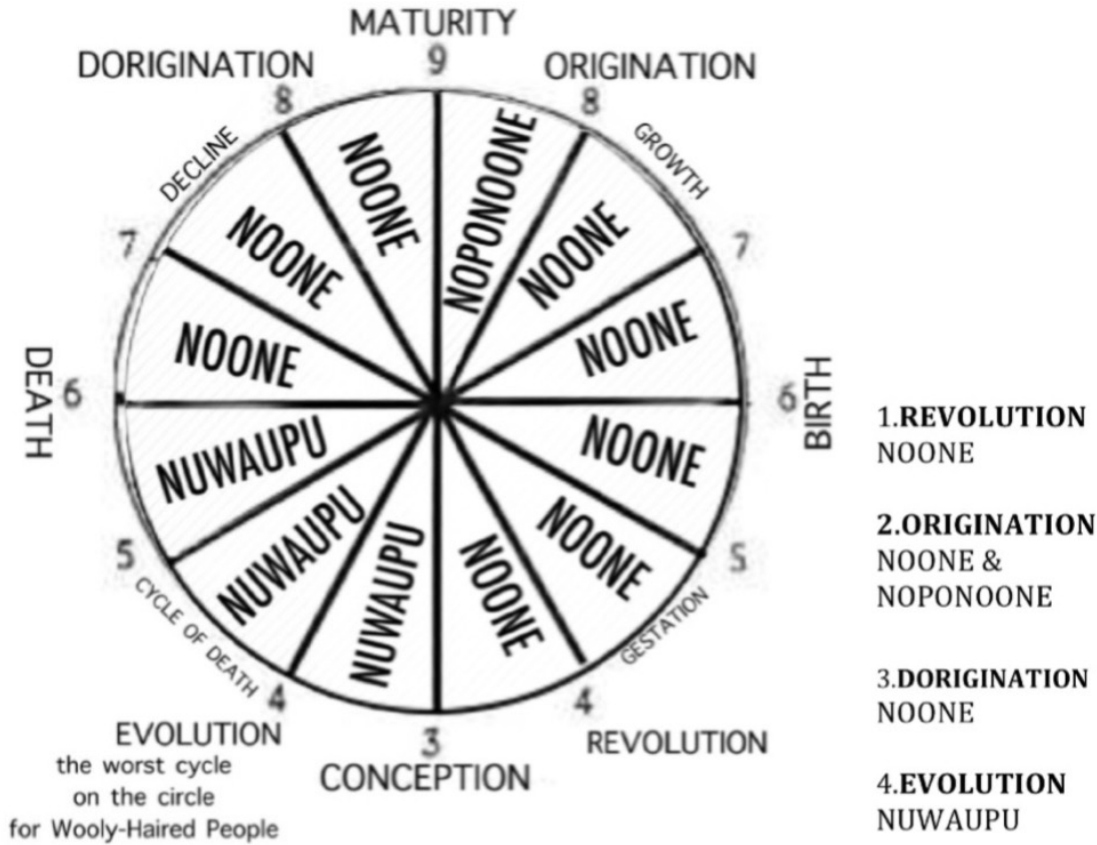 MATURITY
9
DORIGINATION
ORIGINATION
8
8
DECLINE
GROWTH
7
7
NOONE
NOPONOONE
NOONE
NOONE
NOONE
NOONE
DEATH
6
6
BIRTH
NUWAUPU
NOONE
NUWAUPU
NUWAUPU
NOONE
NOONE
5
5
CYCLE OF DEATH
GESTATION
4
4
EVOLUTION
the worst cycle
on the circle
for Wooly-Haired People
3
CONCEPTION
REVOLUTION
1.REVOLUTION
NOONE
2.ORIGINATION
NOONE &
NOPONOONE
3.DORIGINATION
NOONE
4.EVOLUTION
NUWAUPU